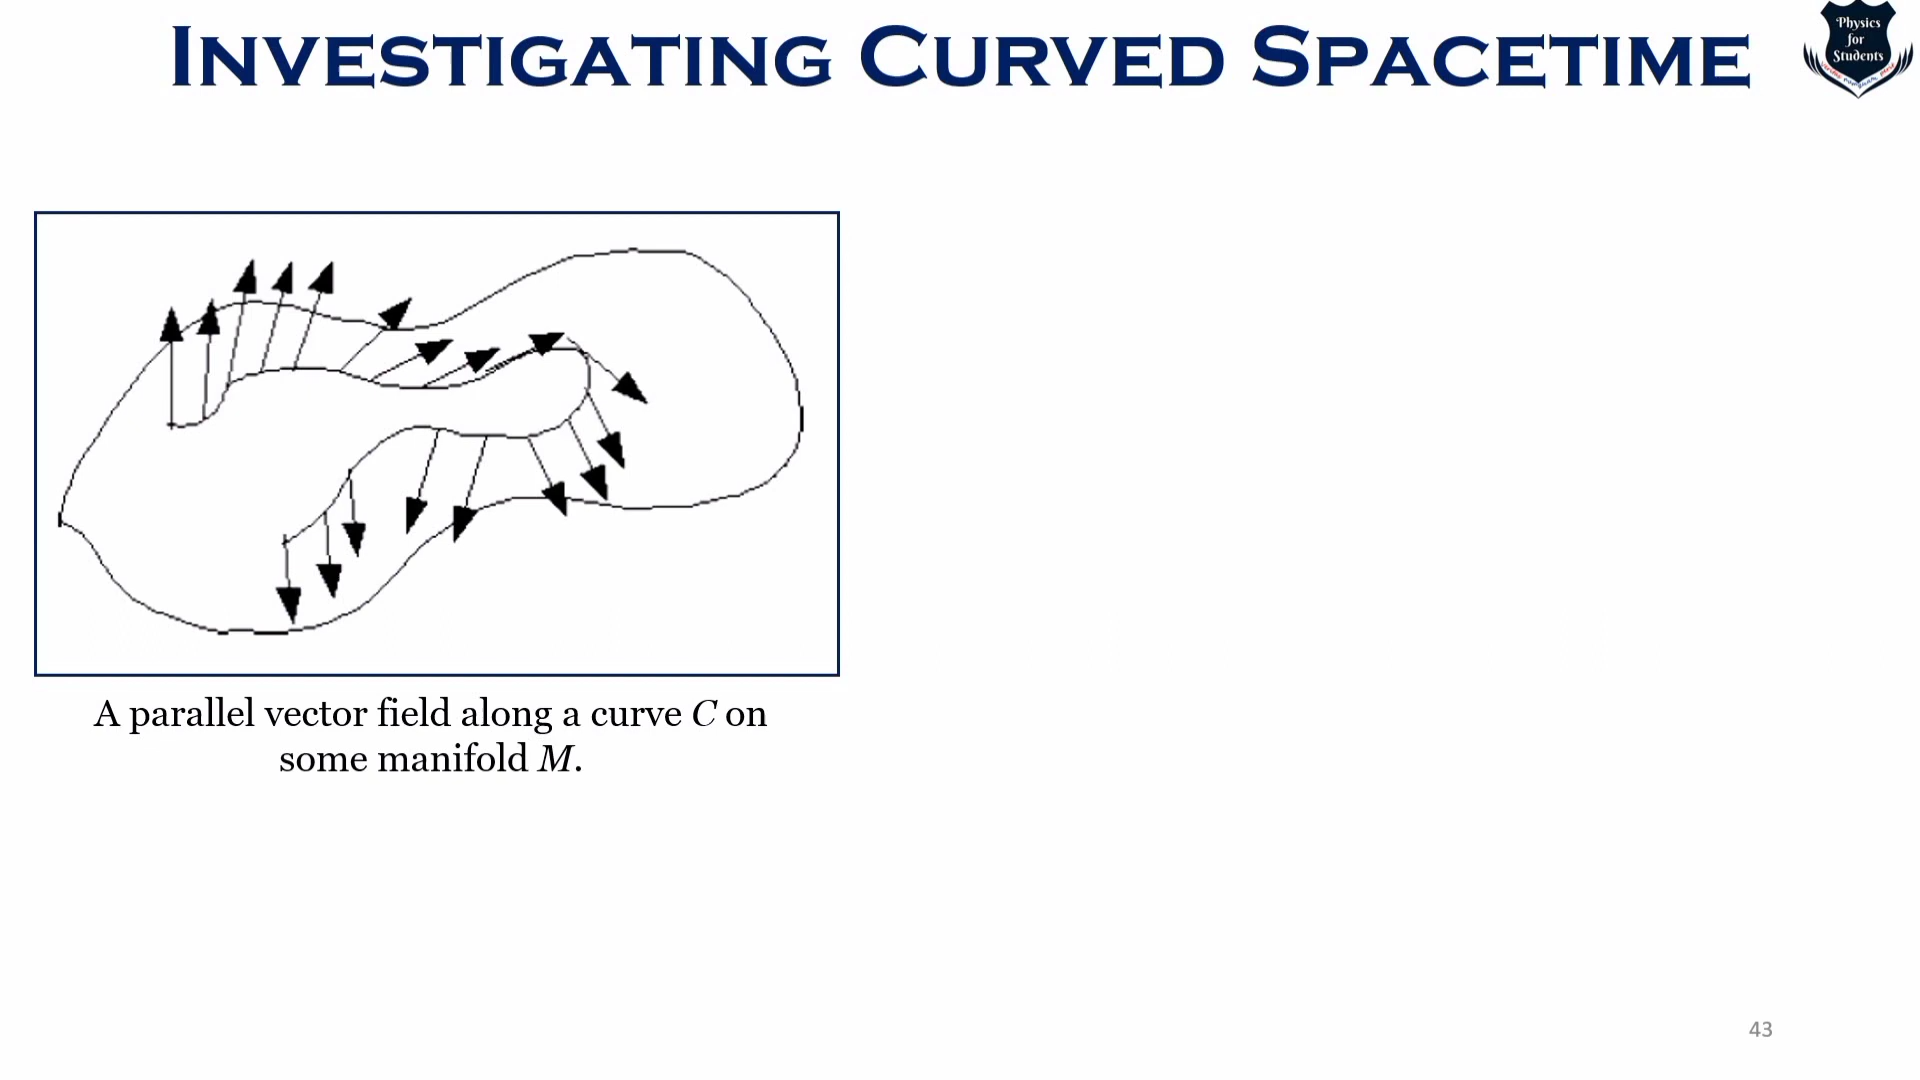 INVESTIGATING CURVED SPACETIME
Physics
for
Students
A parallel vector field along a curve C on
some manifold M.
43